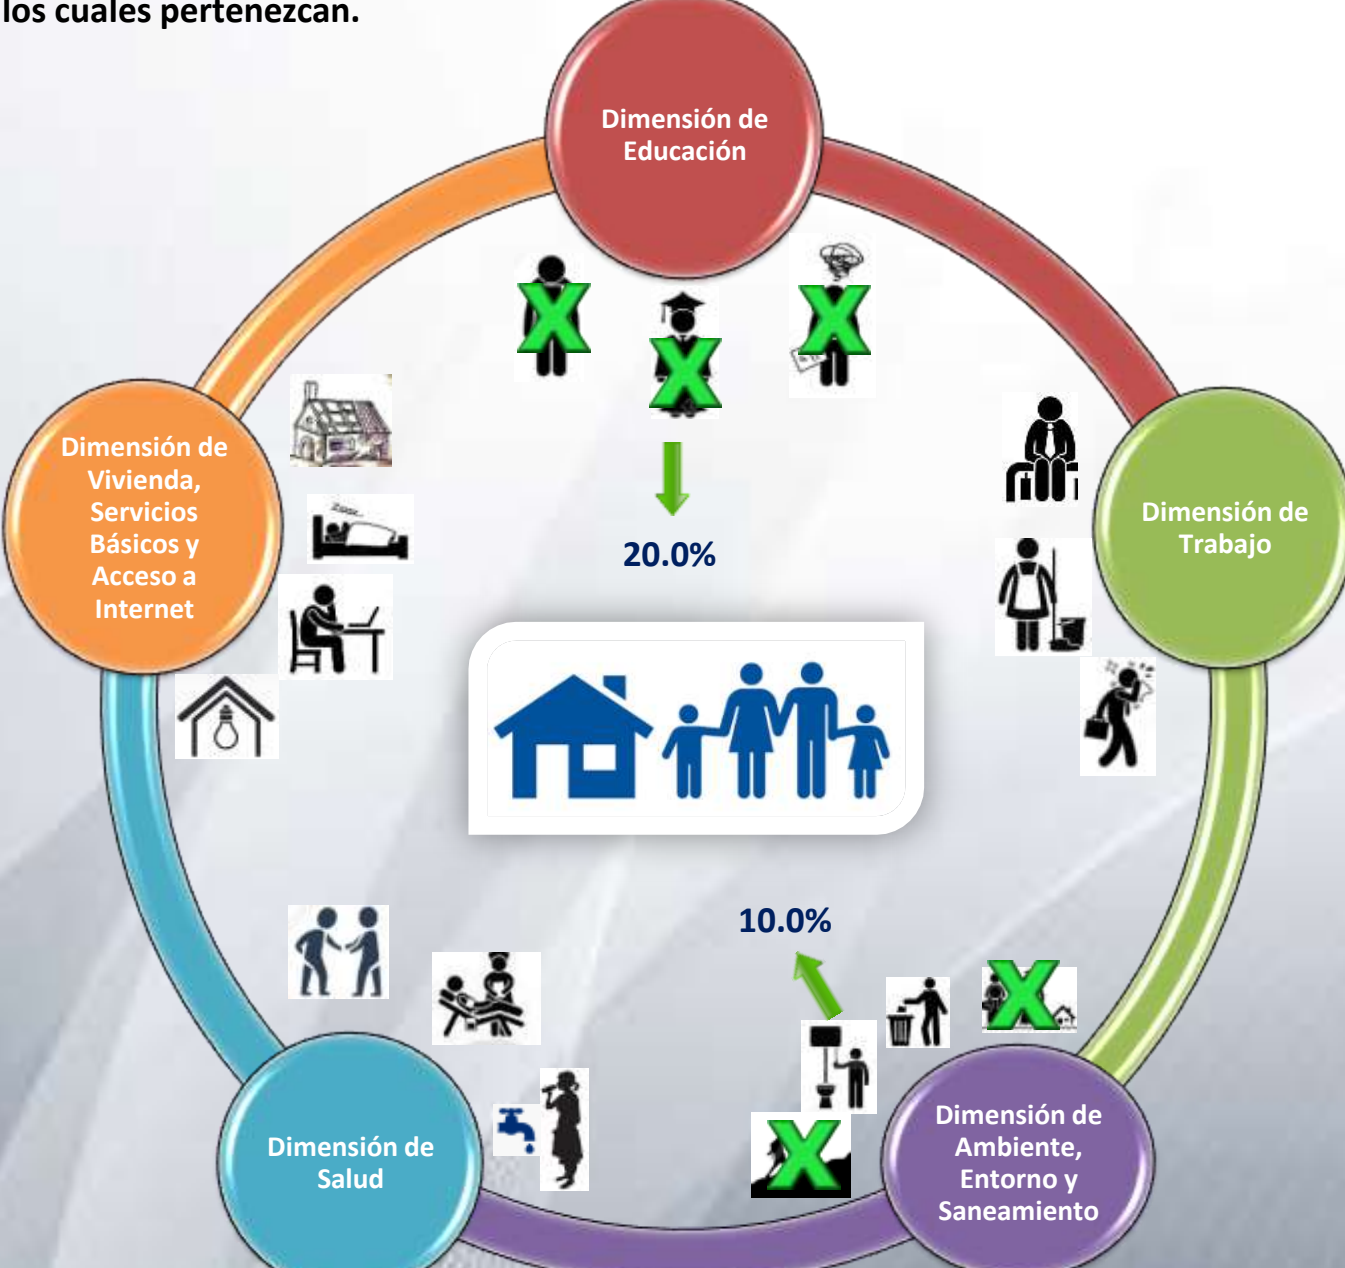 los cuales pertenezcan.
Dimensión de
Educación
Dimensión de
Vivienda,
Servicios
Básicos y
Acceso a
Internet
Dimensión de
Trabajo
20.0%
10.0%
Dimensión de
Salud
Dimensión de
Ambiente,
Entorno y
Saneamiento